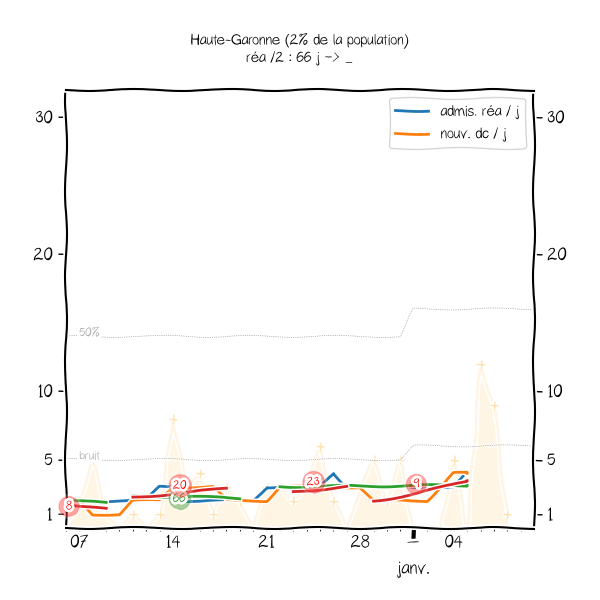 Haute-Garonne (2% de la population)
réa /2 : 66 j -> _
admis. réa / j
nouv. dc / j
30 30
20 20
50%
10 10
bruit
5 5
8 20 66 23 9
1 1
07 14 21 28 _ 04
janv.